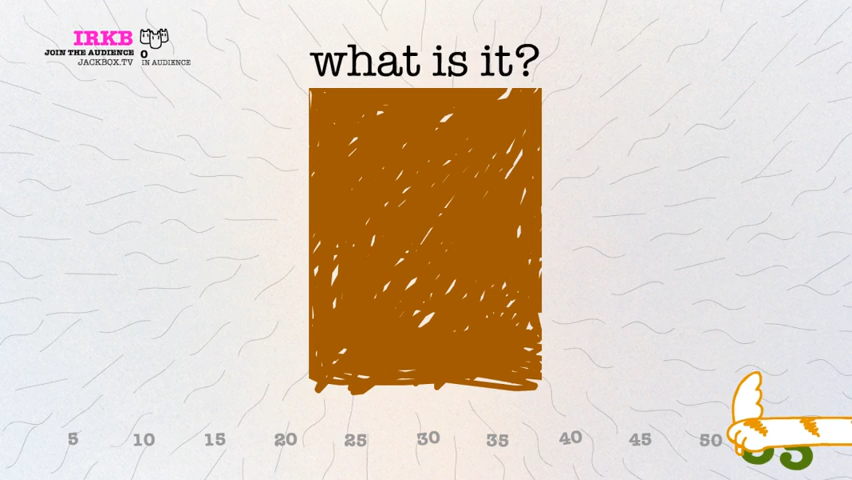 IRKB
JOIN THE AUDIENCE
JACKBOX.TV
0
IN AUDIENCE
what is it?
5 10 15 20 25 30 35 40 45 50